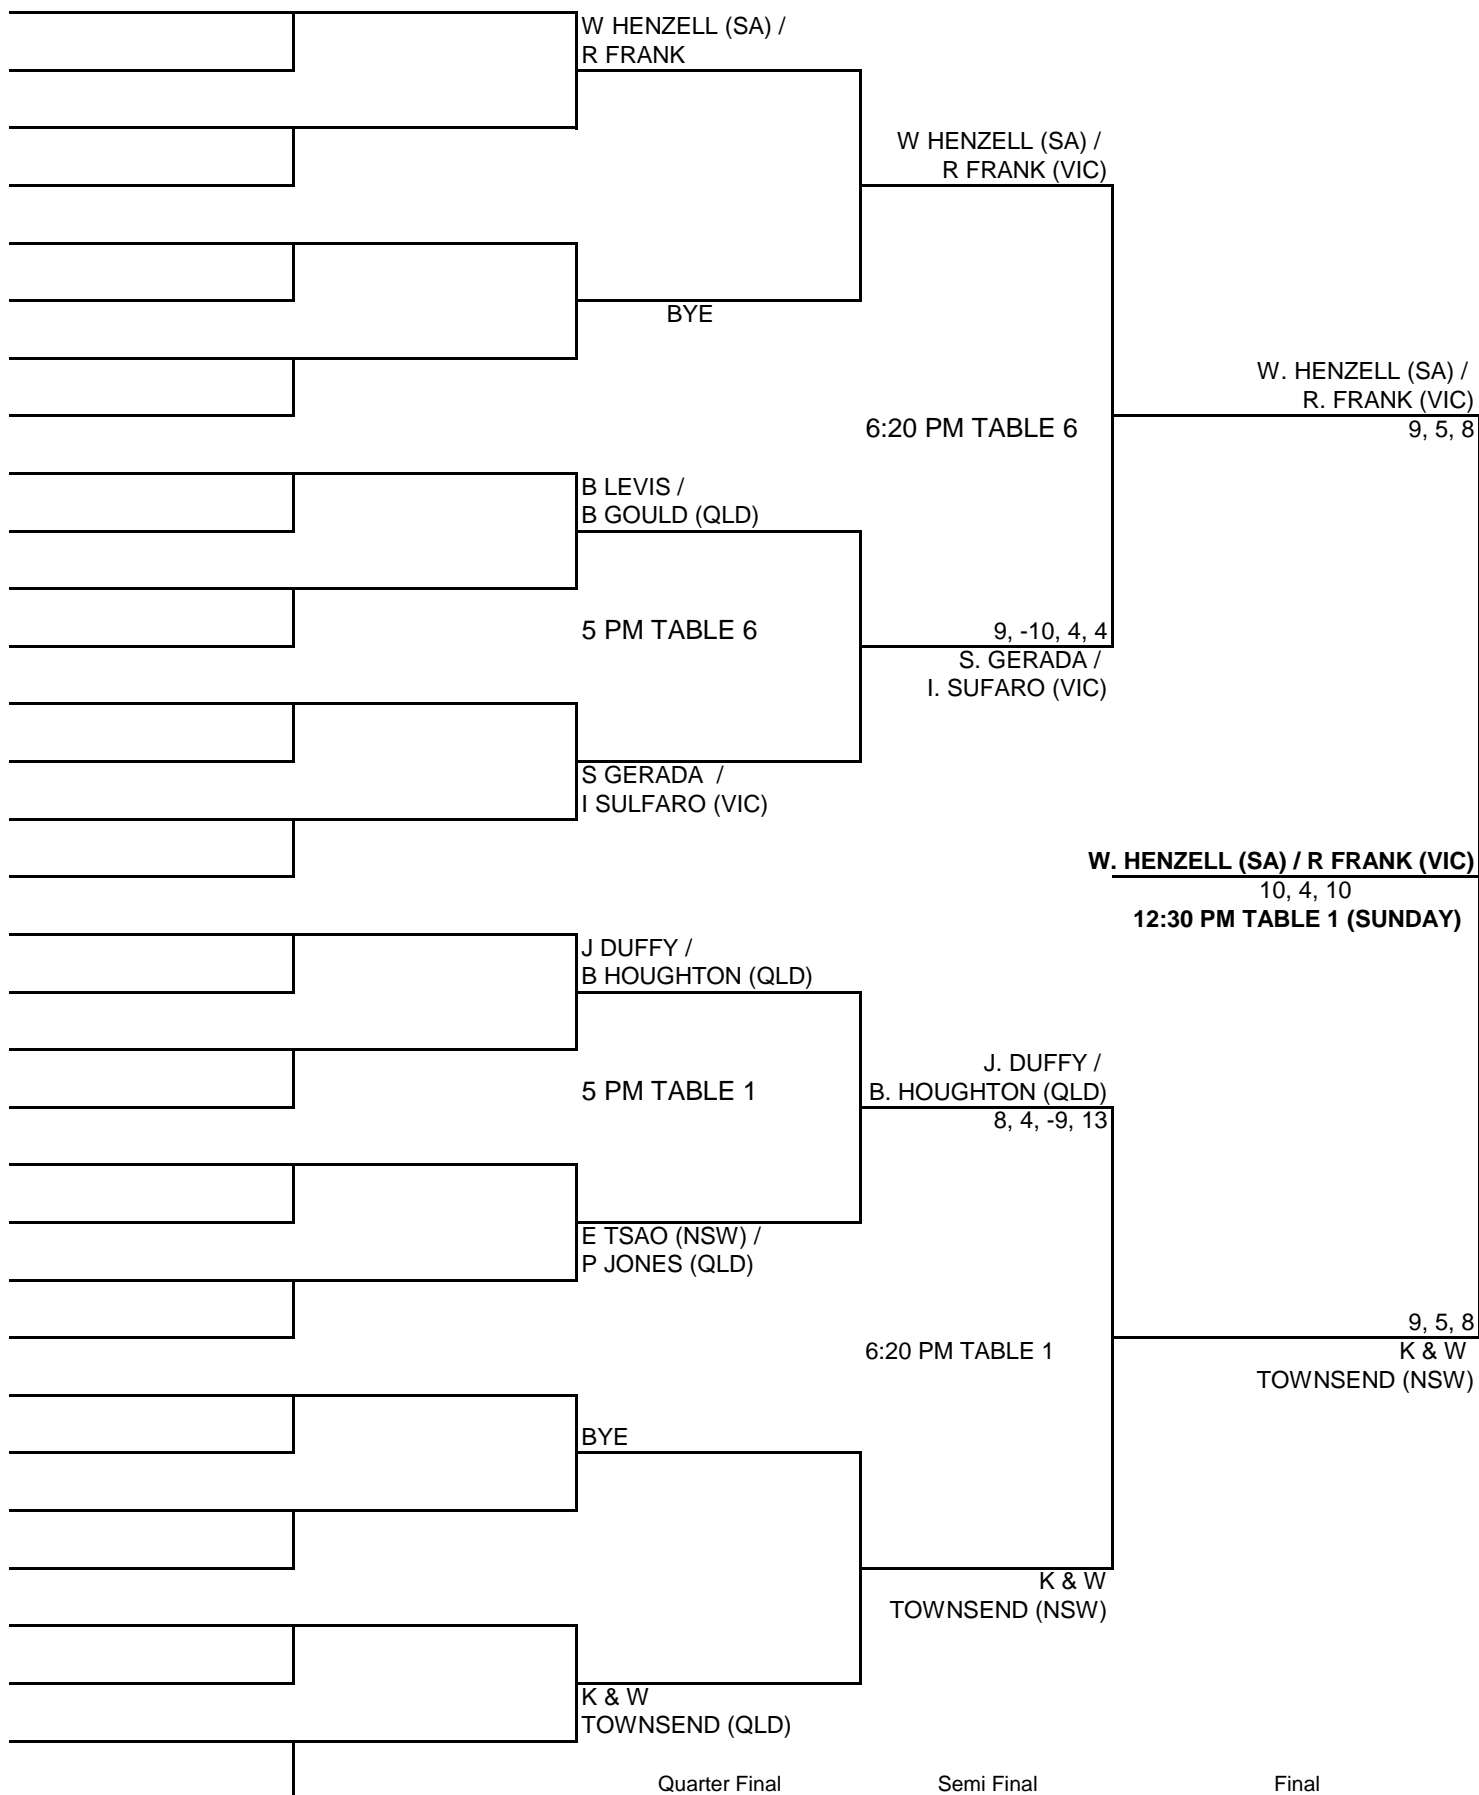 W HENZELL (SA) /
R FRANK
W HENZELL (SA) /
R FRANK (VIC)
BYE
W. HENZELL (SA) /
R. FRANK (VIC)
6:20 PM TABLE 6
9, 5, 8
B LEVIS /
B GOULD (QLD)
5 PM TABLE 6
9, -10, 4, 4
S. GERADA /
I. SUFARO (VIC)
S GERADA /
I SULFARO (VIC)
W. HENZELL (SA) / R FRANK (VIC)
10, 4, 10
12:30 PM TABLE 1 (SUNDAY)
J DUFFY /
B HOUGHTON (QLD)
J. DUFFY /
5 PM TABLE 1
B. HOUGHTON (QLD)
8, 4, -9, 13
E TSAO (NSW) /
P JONES (QLD)
9, 5, 8
6:20 PM TABLE 1
K & W
TOWNSEND (NSW)
BYE
K & W
TOWNSEND (NSW)
K & W
TOWNSEND (QLD)
Quarter Final
Semi Final
Final